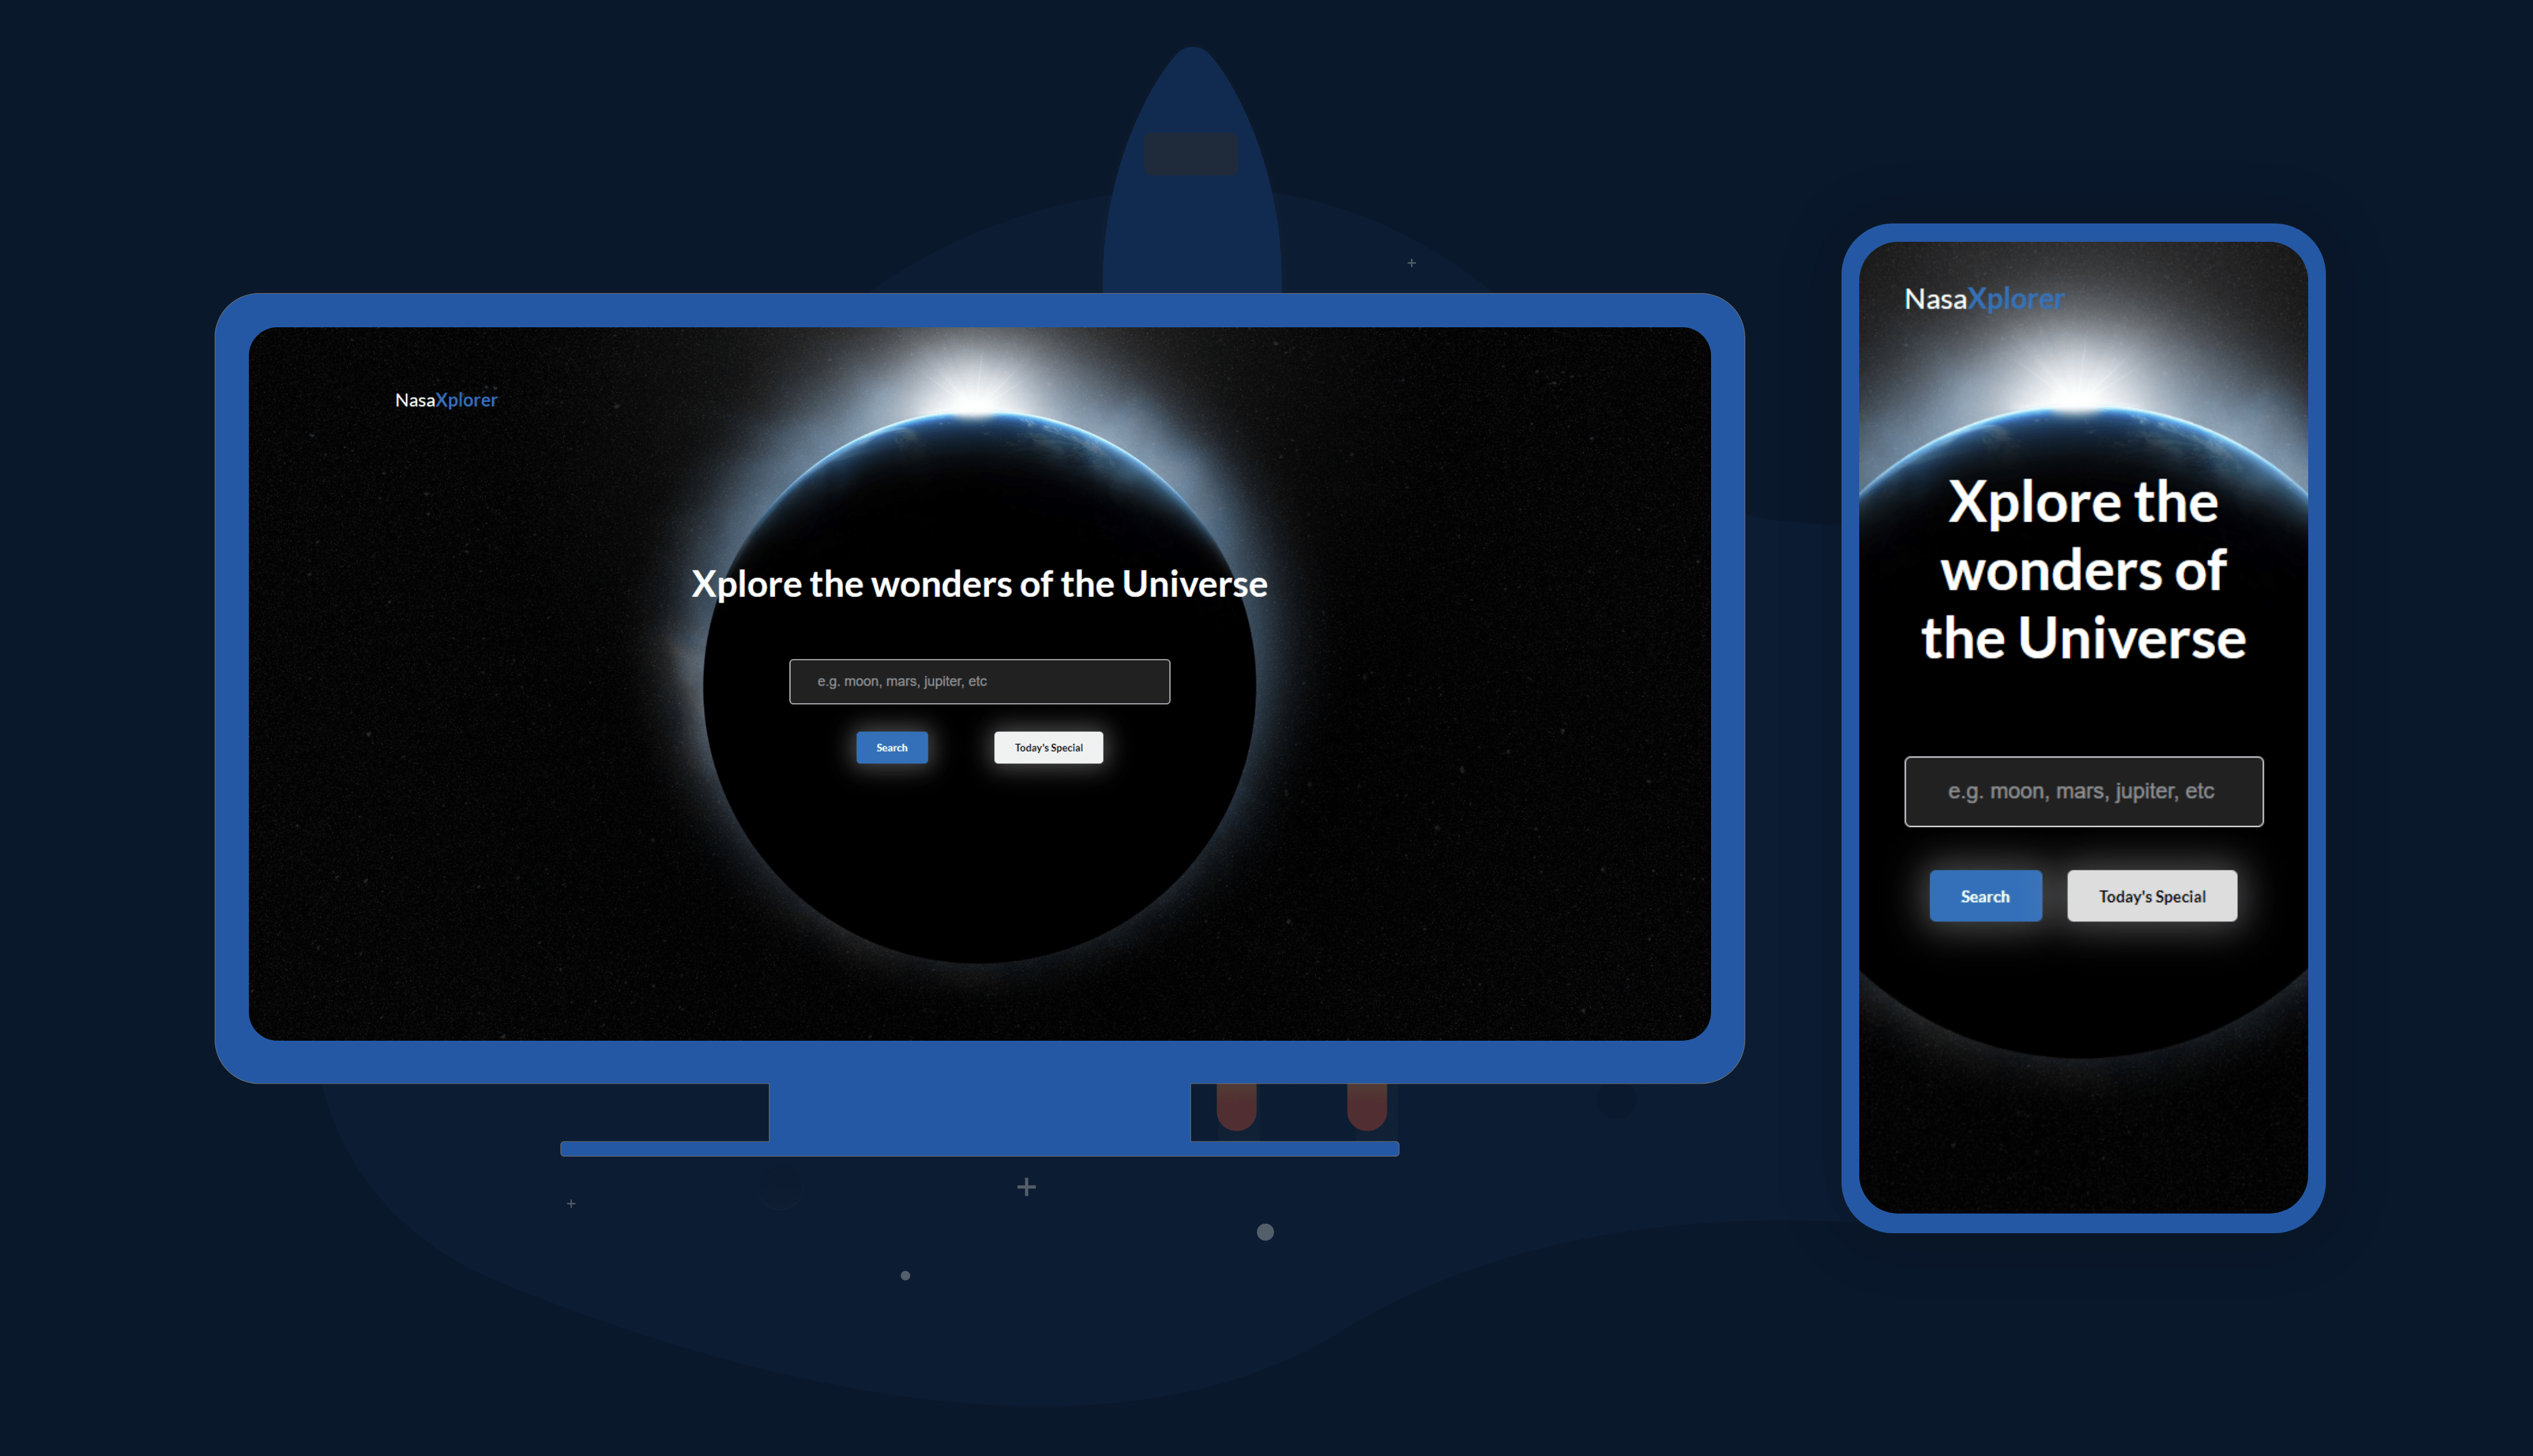 NasaXplorer
Xplore the wonders of the Universe
e.g. moon, mars, jupiter, etc
Search
Today's Special
NasaXplorer
Xplore the
wonders of
the Universe
e.g. moon, mars, jupiter, etc
Search
Today's Special